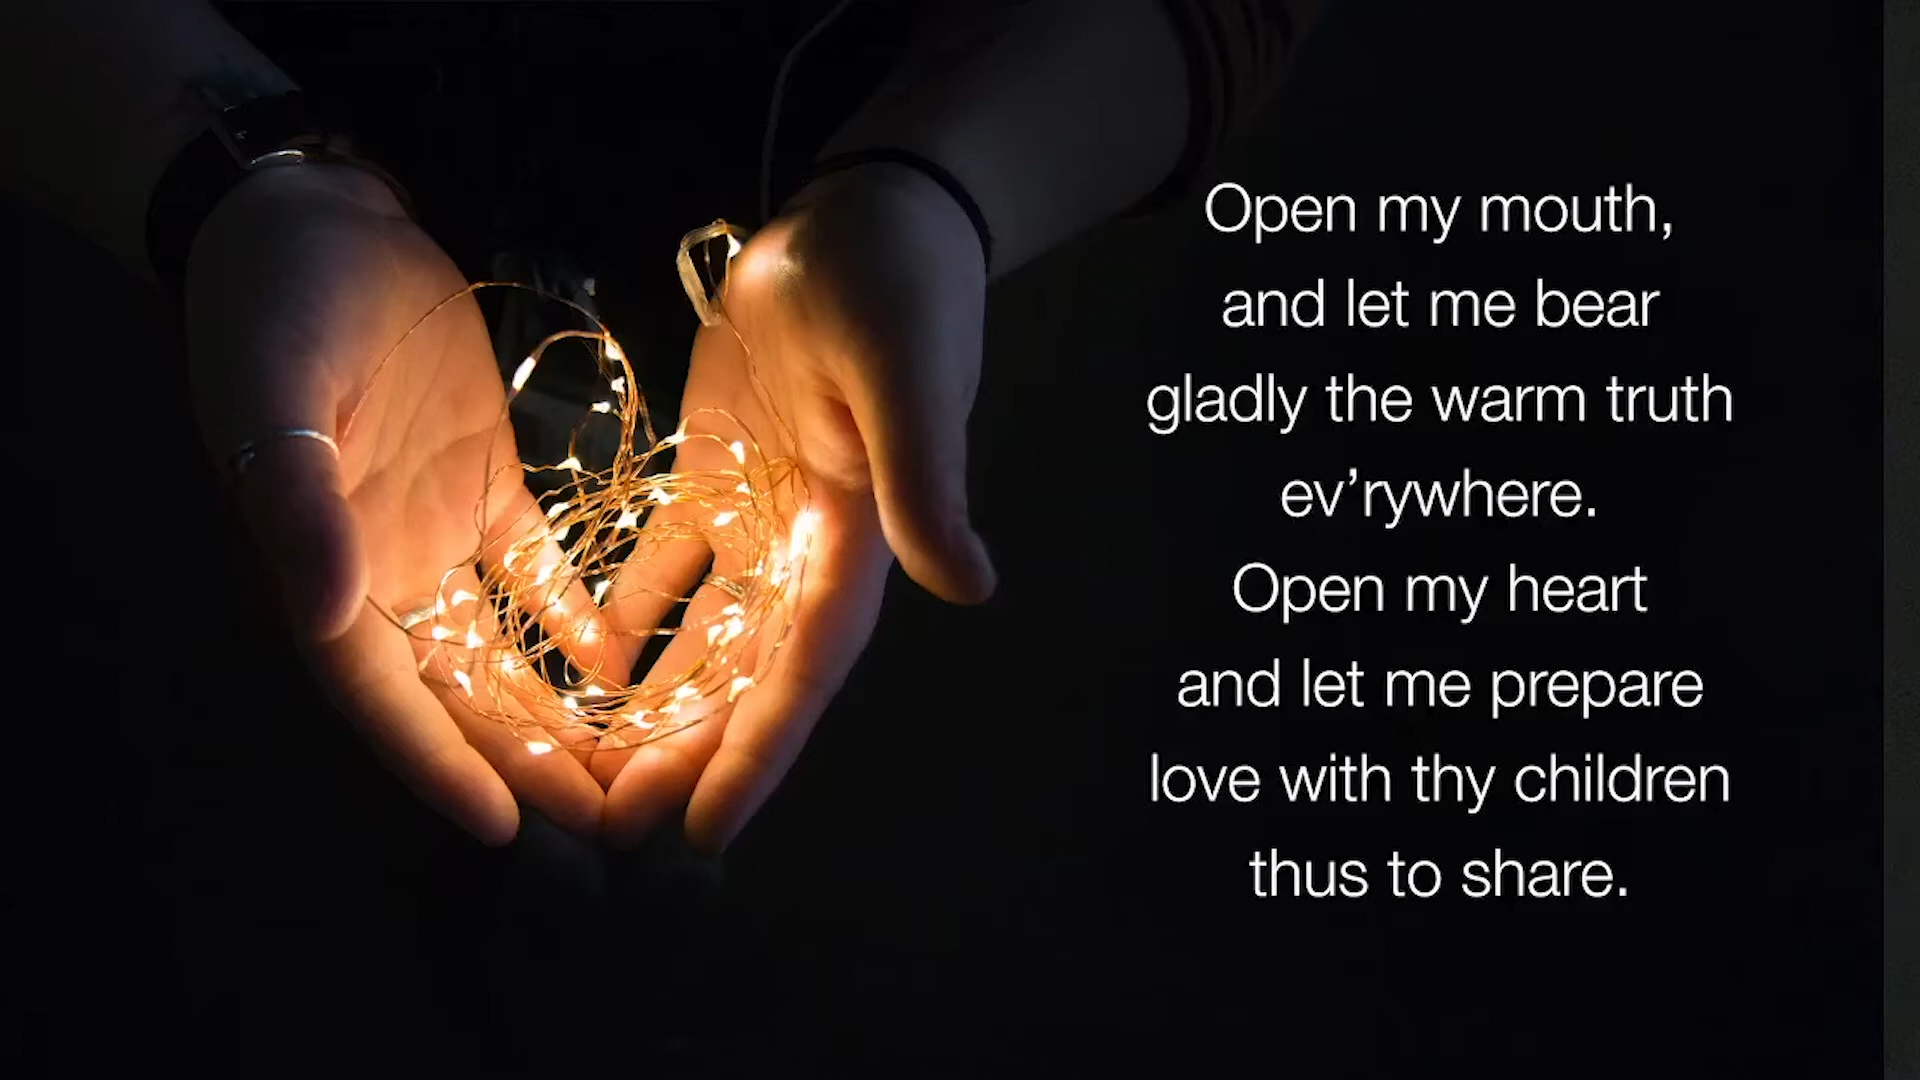 Open my mouth,
and let me bear
gladly the warm truth
ev’rywhere.
Open my heart
and let me prepare
love with thy children
thus to share.